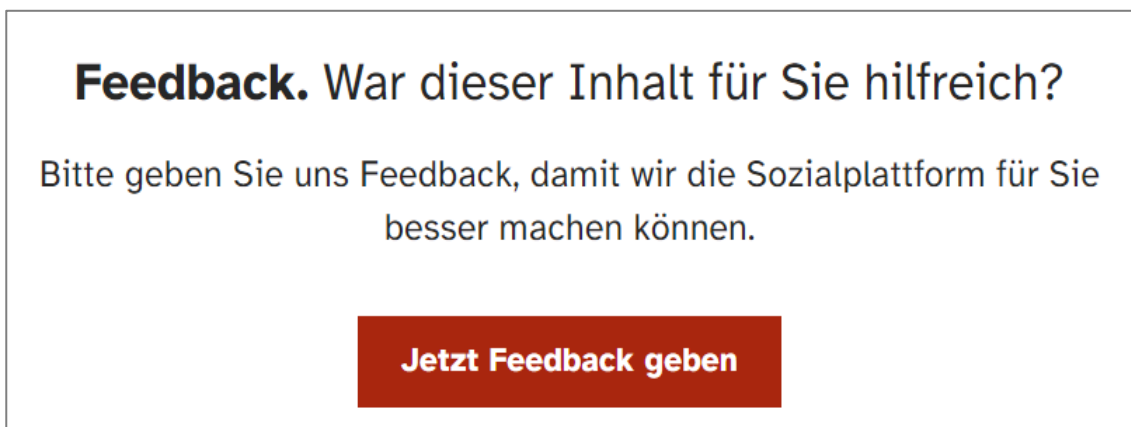 Feedback. War dieser Inhalt für Sie hilfreich?
Bitte geben Sie uns Feedback, damit wir die Sozialplattform für Sie
besser machen können.
Jetzt Feedback geben